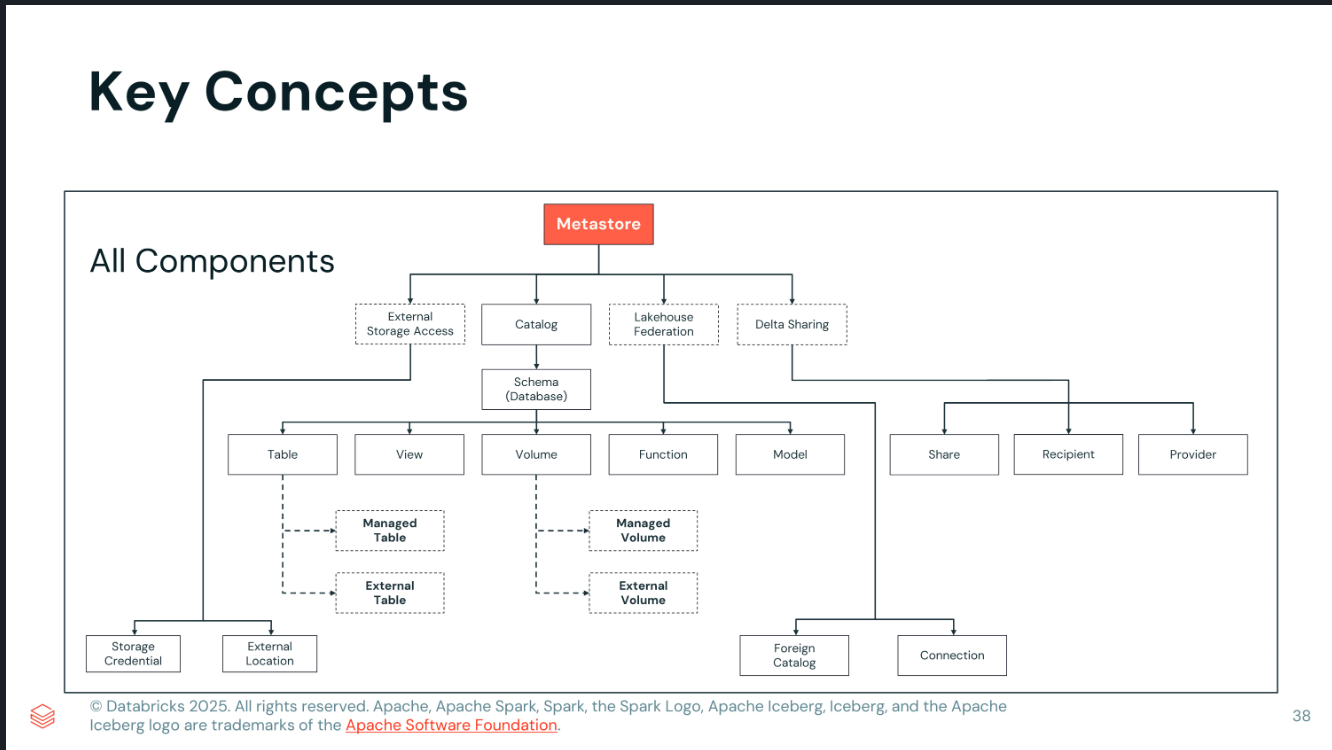 Key Concepts
Metastore
All Components
External
Storage Access
Catalog
Lakehouse
Federation
Delta Sharing
Schema
(Database)
Table
View
Volume
Function
Model
Share
Recipient
Provider
Managed
Table
Managed
Volume
External
Table
External
Volume
Storage
Credential
External
Location
Foreign
Catalog
Connection
© Databricks 2025. All rights reserved. Apache, Apache Spark, Spark, the Spark Logo, Apache Iceberg, Iceberg, and the Apache
Iceberg logo are trademarks of the Apache Software Foundation.
38